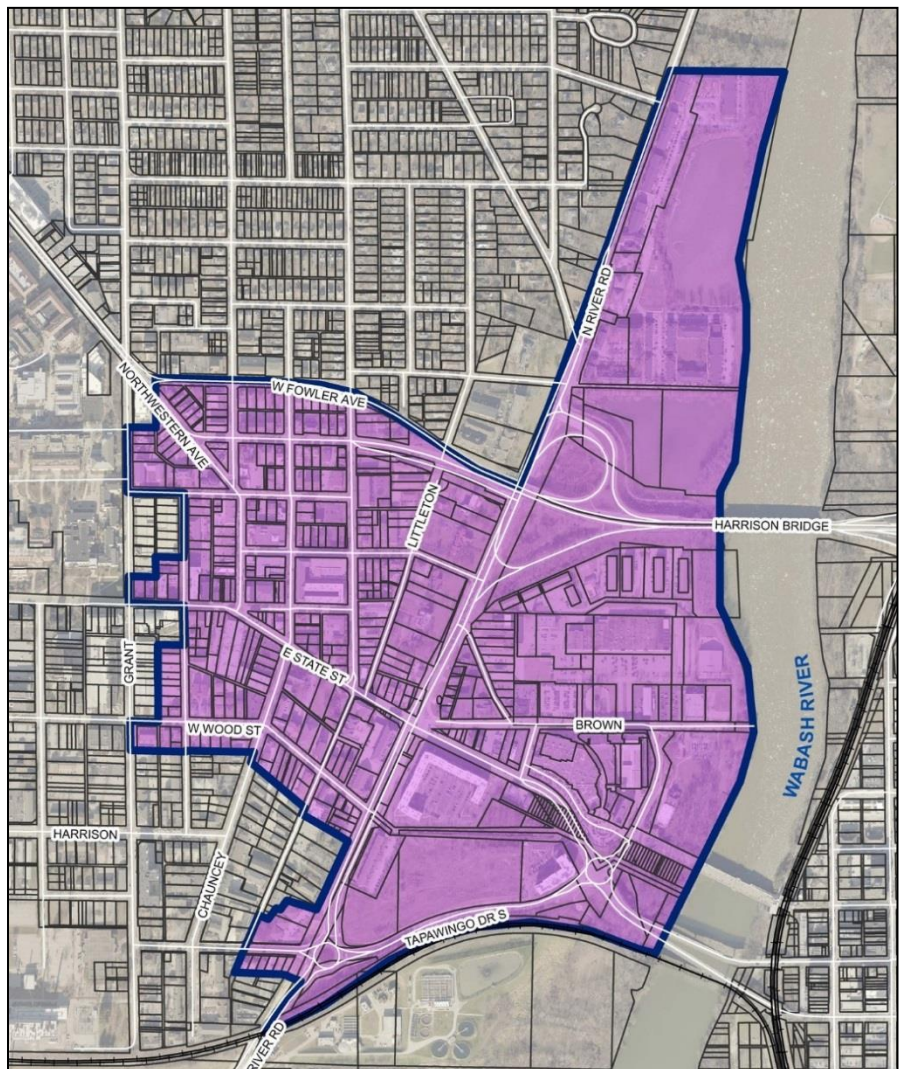 N RIVER RD
NORTHWESTERN AVE
W FOWLER AVE
LITTLETON
HARRISON BRIDGE
GRANT
E STATE ST
WABASH RIVER
W WOOD ST
BROWN
HARRISON
CHAUNCEY
TAPAWINGO DR S
RIVER RD